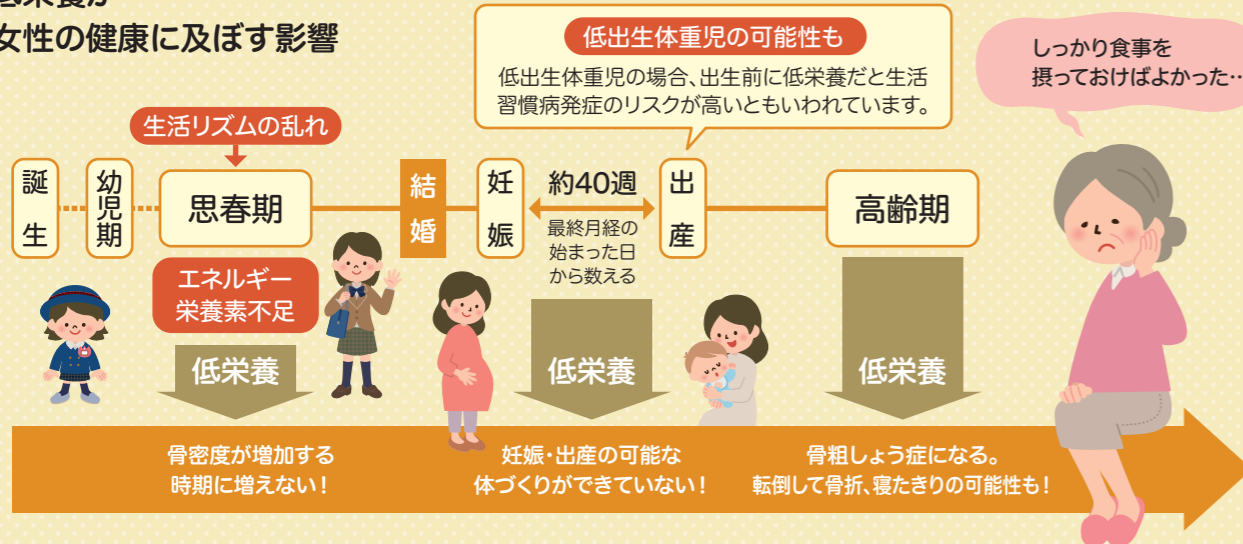 女性の健康に及ぼす影響
低出生体重児の可能性も
低出生体重児の場合、出生前に低栄養だと生活
習慣病発症のリスクが高いともいわれています。
しっかり食事を
摂っておけばよかった…
生活リズムの乱れ
誕生
幼児期
思春期
結婚
妊娠
約40週
最終月経の
始まった日
から数える
出産
高齢期
エネルギー
栄養素不足
低栄養
低栄養
低栄養
骨密度が増加する
時期に増えない！
妊娠・出産の可能な
体づくりができていない！
骨粗しょう症になる。
転倒して骨折、寝たきりの可能性も！